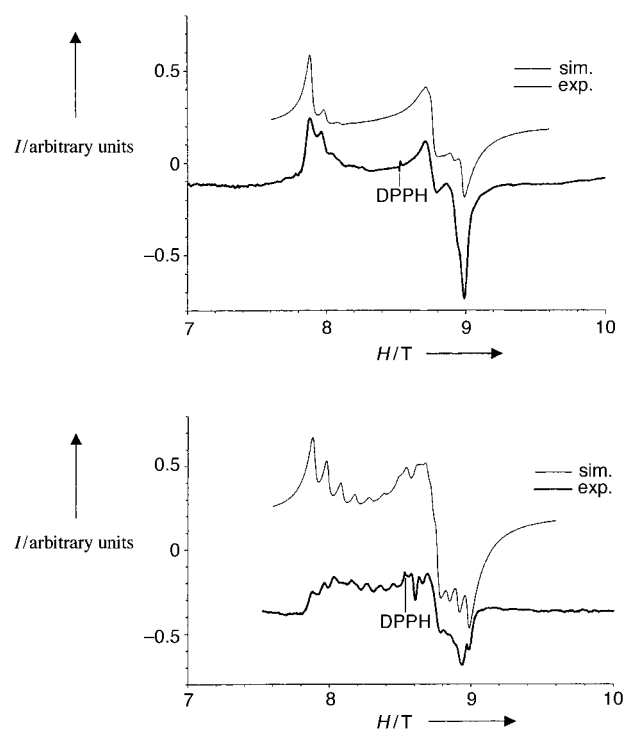 0.5
sim.
exp.
I/arbitrary units
0
DPPH
−0.5
7 8 9 10
H/T
0.5
sim.
exp.
I/arbitrary units
0
DPPH
−0.5
7 8 9 10
H/T